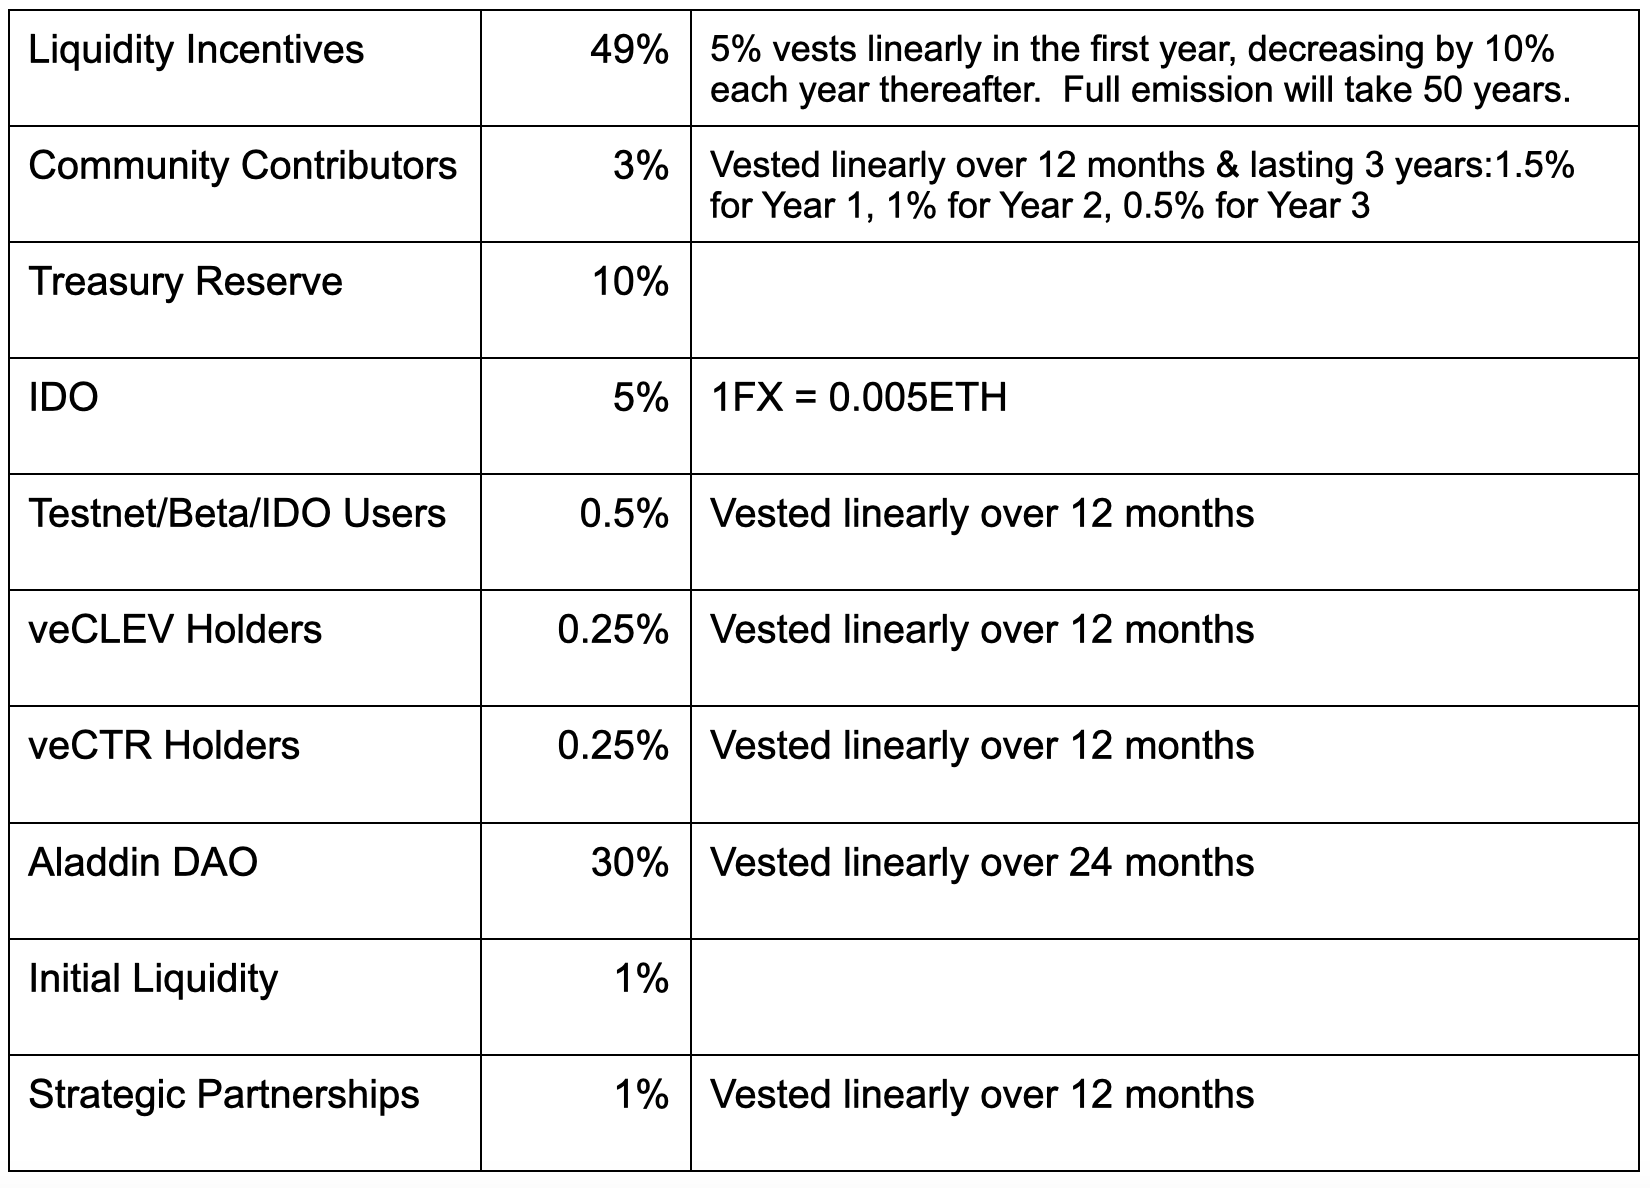 Liquidity Incentives 49% 5% vests linearly in the first year, decreasing by 10%
each year thereafter.  Full emission will take 50 years.
Community Contributors 3% Vested linearly over 12 months & lasting 3 years:1.5%
for Year 1, 1% for Year 2, 0.5% for Year 3
Treasury Reserve 10%
IDO 5% 1FX = 0.005ETH
Testnet/Beta/IDO Users 0.5% Vested linearly over 12 months
veCLEV Holders 0.25% Vested linearly over 12 months
veCTR Holders 0.25% Vested linearly over 12 months
Aladdin DAO 30% Vested linearly over 24 months
Initial Liquidity 1%
Strategic Partnerships 1% Vested linearly over 12 months